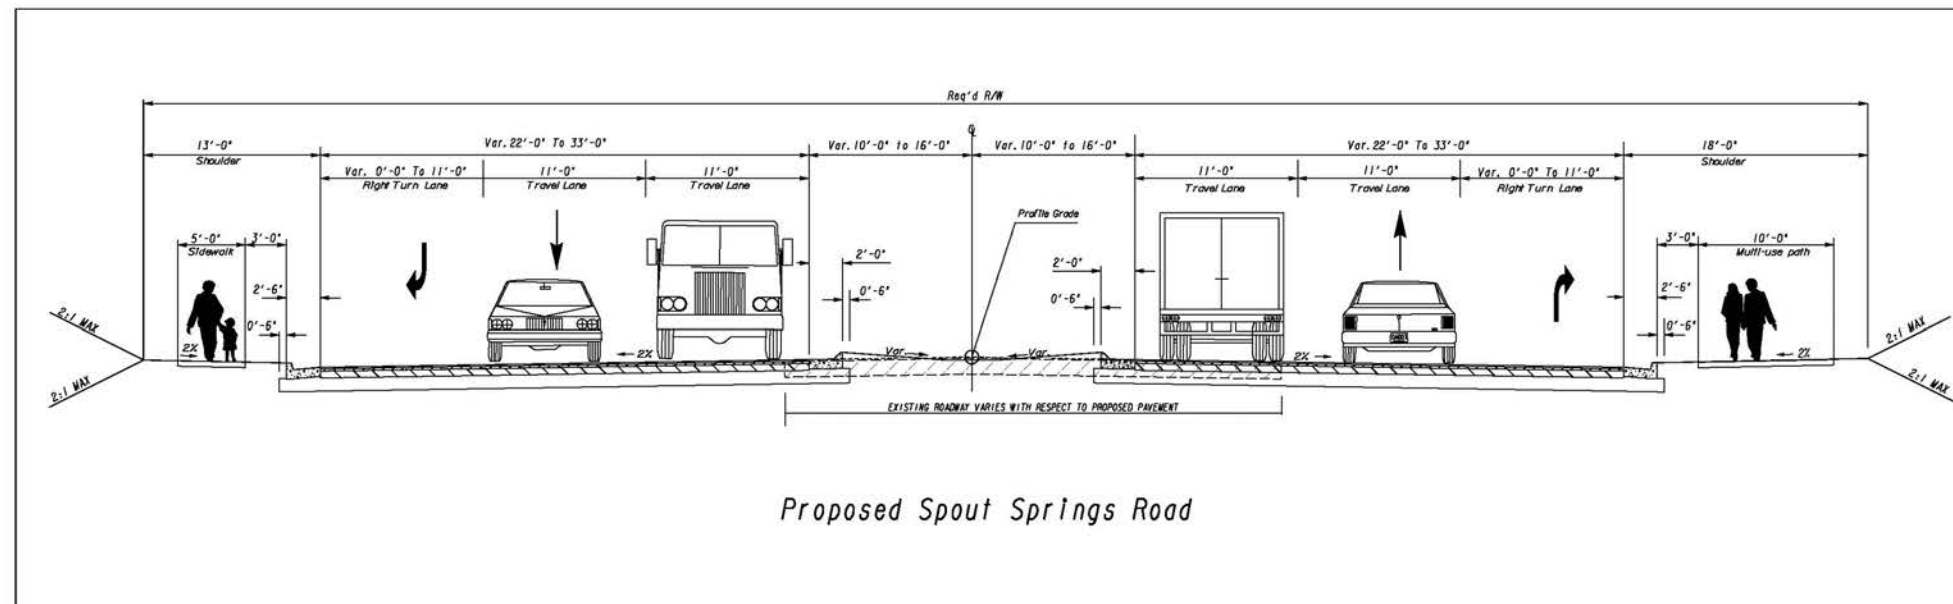 Req'd R/W
℄
13'-0" Var. 22'-0" To 33'-0" Var. 10'-0" to 16'-0" Var. 10'-0" to 16'-0" Var. 22'-0" To 33'-0" 18'-0"
Shoulder Shoulder
Var. 0'-0" To 11'-0" 11'-0" 11'-0" 11'-0" 11'-0" Var. 0'-0" To 11'-0"
Right Turn Lane Travel Lane Travel Lane Travel Lane Travel Lane Right Turn Lane
Profile Grade
5'-0" 3'-0" 3'-0" 10'-0"
Sidewalk 2'-0" 2'-0" Multi-use path
2'-6" 0'-6" 0'-6" 2'-6"
2:1 MAX 0'-6" 0'-6" 2:1 MAX
2% 2% Var Var 2% 2%
2:1 MAX 2:1 MAX
EXISTING ROADWAY VARIES WITH RESPECT TO PROPOSED PAVEMENT
Proposed Spout Springs Road